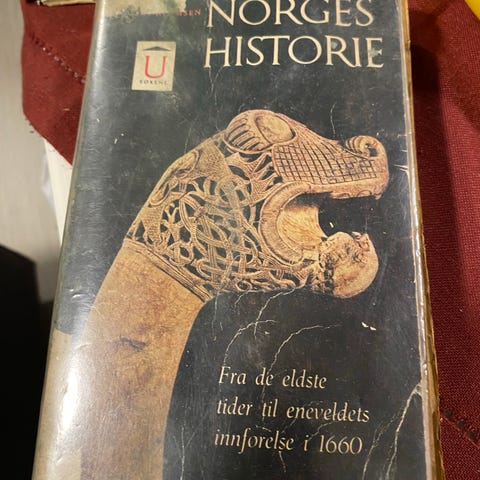 NORGES
HISTORIE
U
Fra de eldste
tider til eneveldets
innførelse i 1660